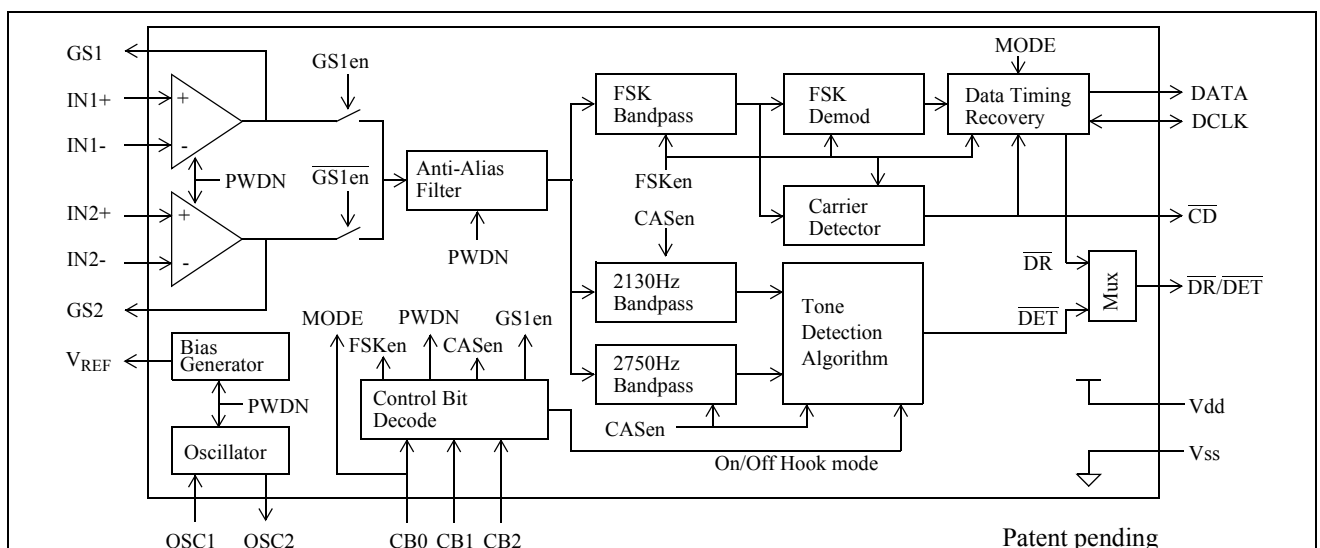 GS1
IN1+
IN1-
IN2+
IN2-
GS2
VREF
+
-
PWDN
+
-
GS1en
GS1en
Anti-Alias
Filter
PWDN
Bias
Generator
PWDN
Oscillator
OSC1
OSC2
MODE
FSKen
PWDN
CASen
GS1en
Control Bit
Decode
CB0
CB1
CB2
FSK
Bandpass
FSK
Demod
MODE
Data Timing
Recovery
FSKen
CASen
Carrier
Detector
2130Hz
Bandpass
2750Hz
Bandpass
Tone
Detection
Algorithm
CASen
On/Off Hook mode
DR
DET
Mux
DATA
DCLK
CD
DR/DET
Vdd
Vss
Patent pending